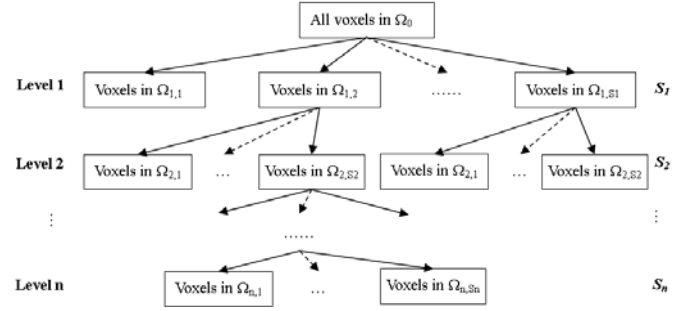 All voxels in Ω0
Level 1 Voxels in Ω1,1 Voxels in Ω1,2 ...... Voxels in Ω1,S1 S1
Level 2 Voxels in Ω2,1 ... Voxels in Ω2,S2 Voxels in Ω2,1 ... Voxels in Ω2,S2 S2
⋮ ⋮
......
Level n Voxels in Ωn,1 ... Voxels in Ωn,Sn Sn